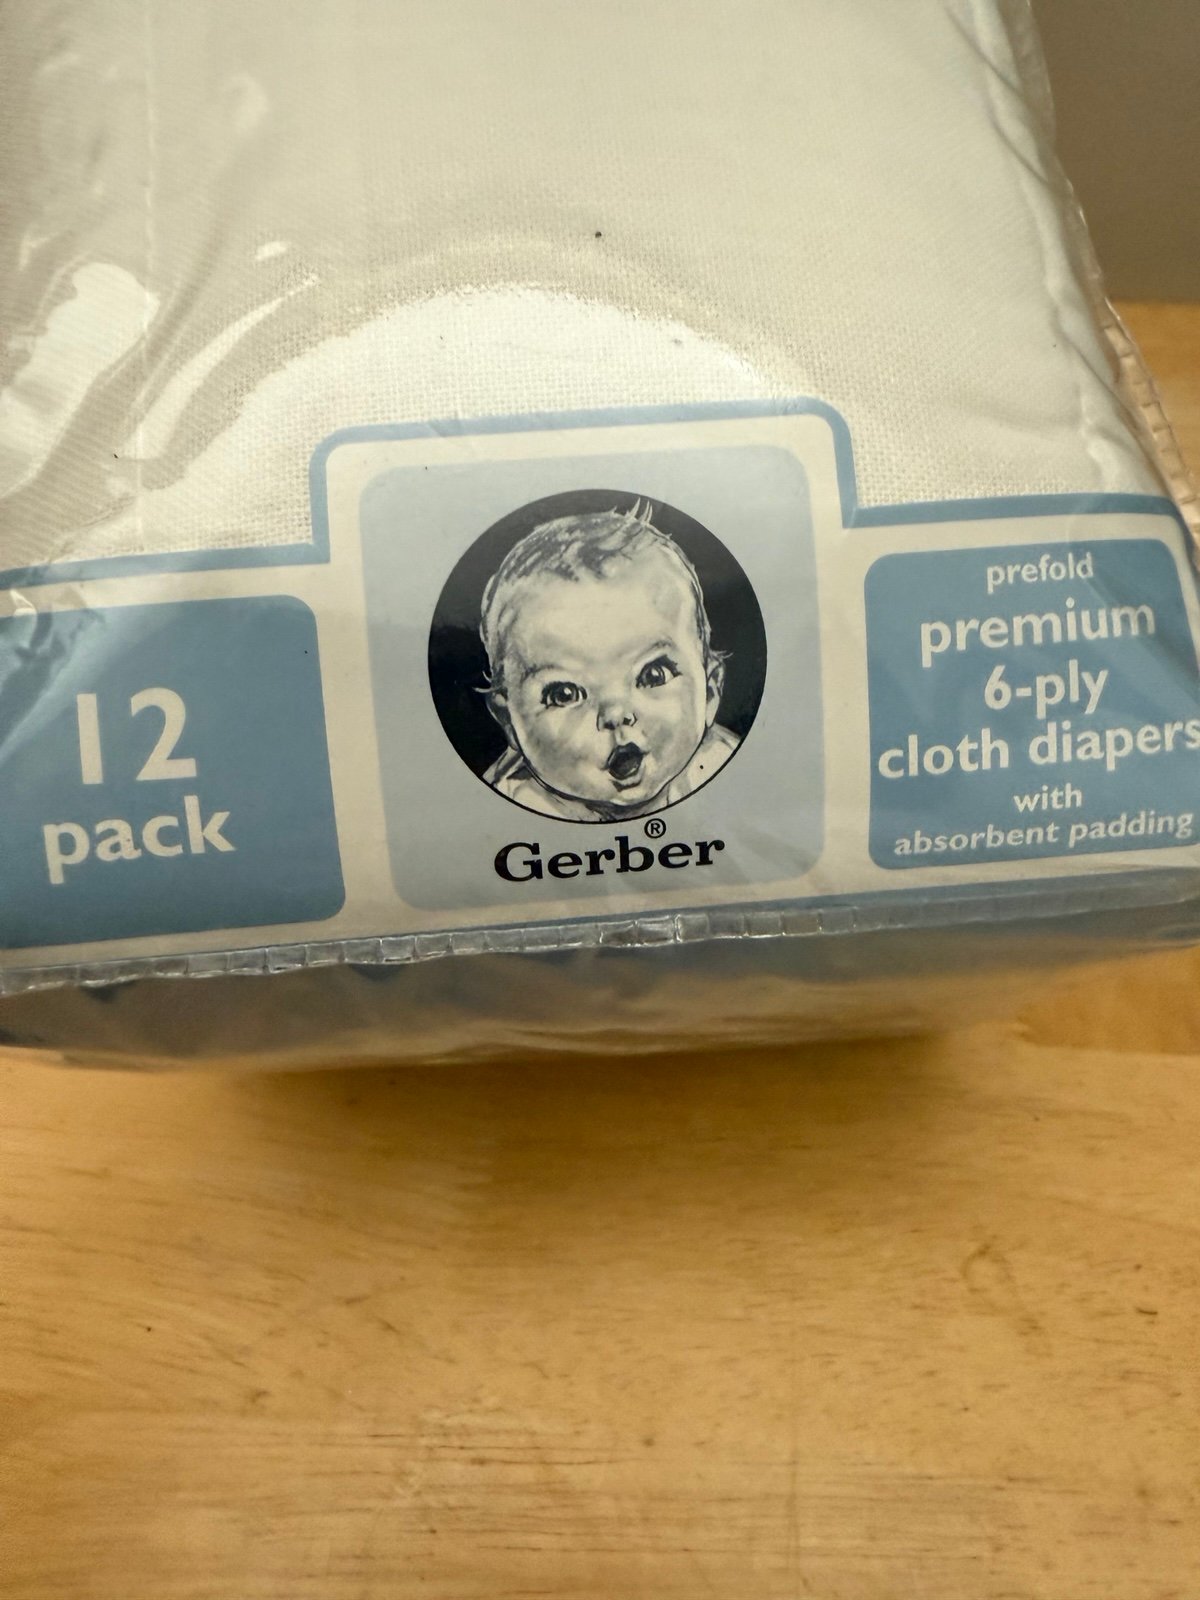 12
pack
Gerber®
prefold
premium
6-ply
cloth diapers
with
absorbent padding